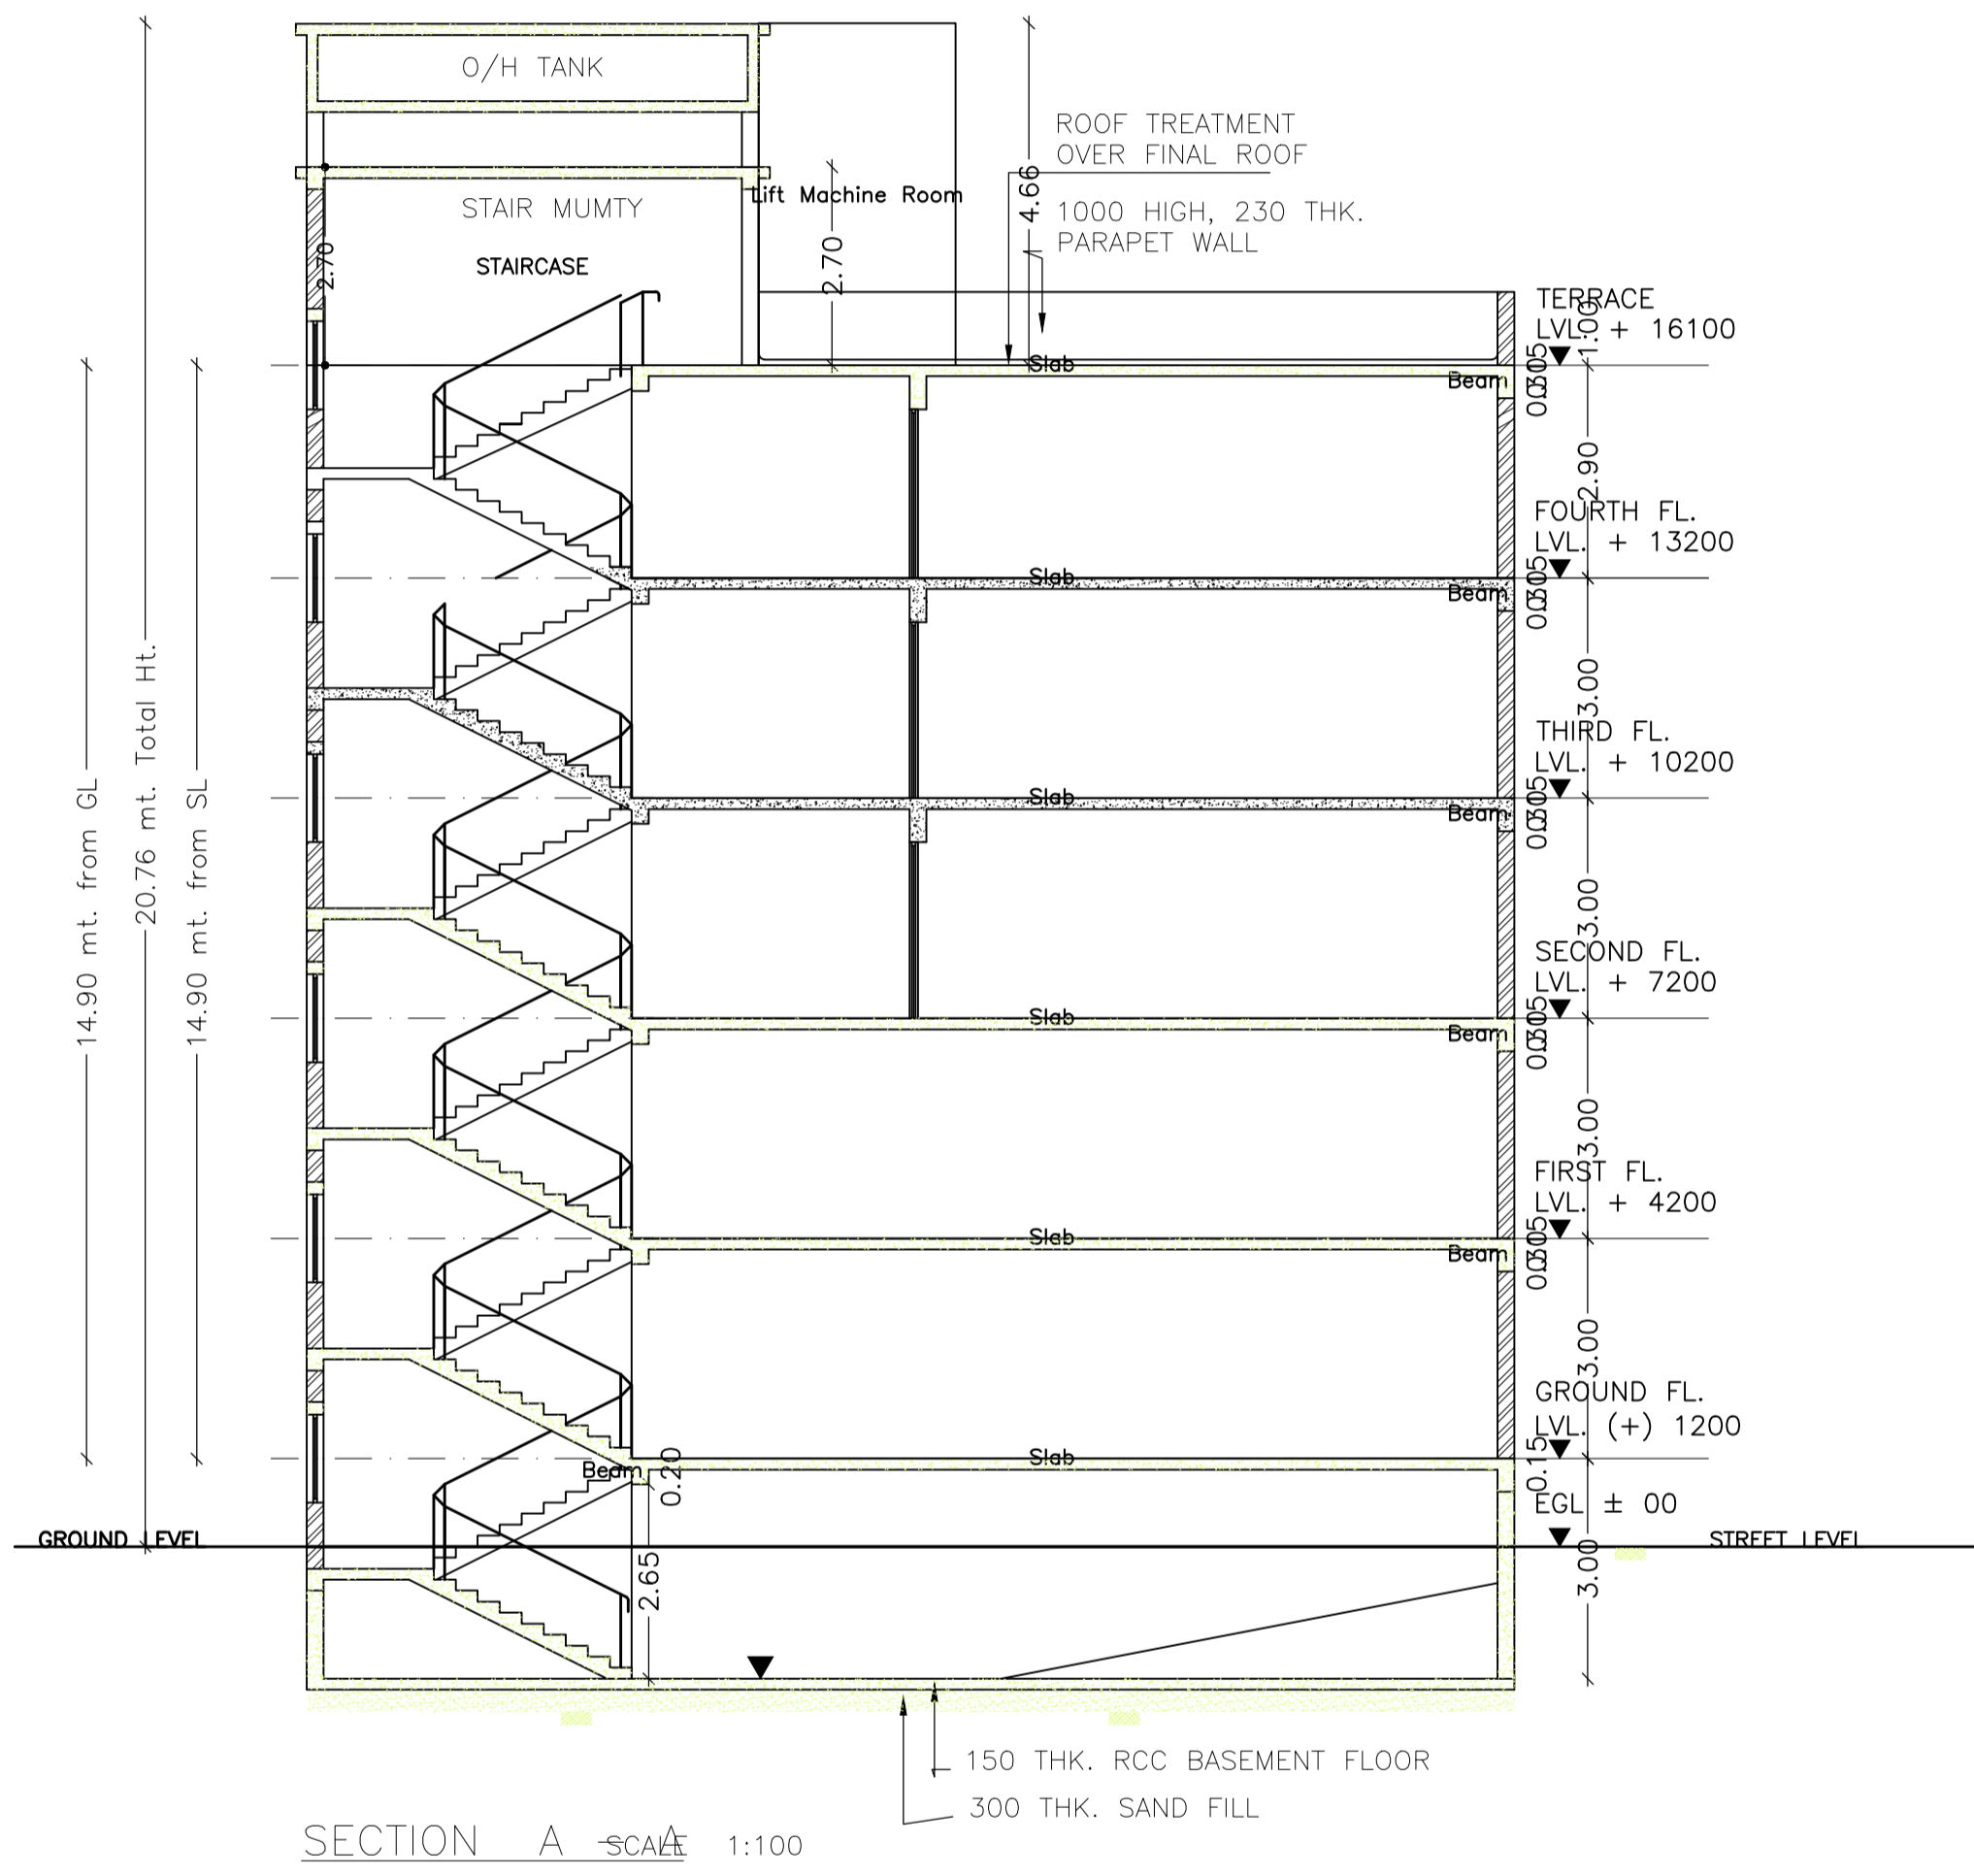 O/H TANK
ROOF TREATMENT
OVER FINAL ROOF
Lift Machine Room
STAIR MUMTY
1000 HIGH, 230 THK.
PARAPET WALL
4.66
2.70
2.70
STAIRCASE
TERRACE
LVL. + 16100
1.00
Slab
Beam
2.90
FOURTH FL.
LVL. + 13200
Slab
Beam
3.00
THIRD FL.
LVL. + 10200
Slab
Beam
3.00
SECOND FL.
LVL. + 7200
Slab
Beam
3.00
FIRST FL.
LVL. + 4200
Slab
Beam
3.00
GROUND FL.
LVL. (+) 1200
Slab
Beam
0.20
0.15
EGL ± 00
GROUND LEVEL
STREET LEVEL
2.65
3.00
14.90 mt. from GL
20.76 mt. Total Ht.
14.90 mt. from SL
150 THK. RCC BASEMENT FLOOR
300 THK. SAND FILL
SECTION A - A
SCALE 1:100